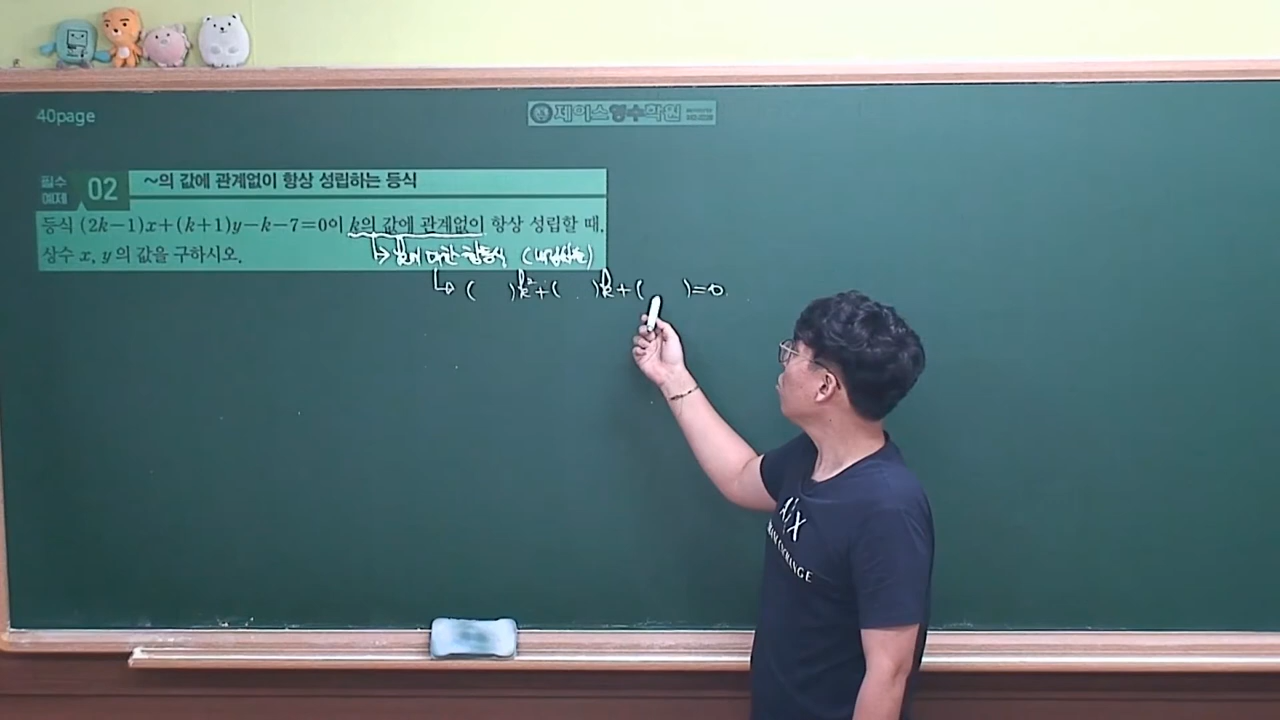 40page
제이스영수학원
필수 예제 02 ~의 값에 관계없이 항상 성립하는 등식
등식 (2k-1)x+(k+1)y-k-7=0이 k의 값에 관계없이 항상 성립할 때,
상수 x, y의 값을 구하시오.
↳ k에 대한 항등식
↳ ( )k²+( )k+( )=0
A|X
ARMANI EXCHANGE